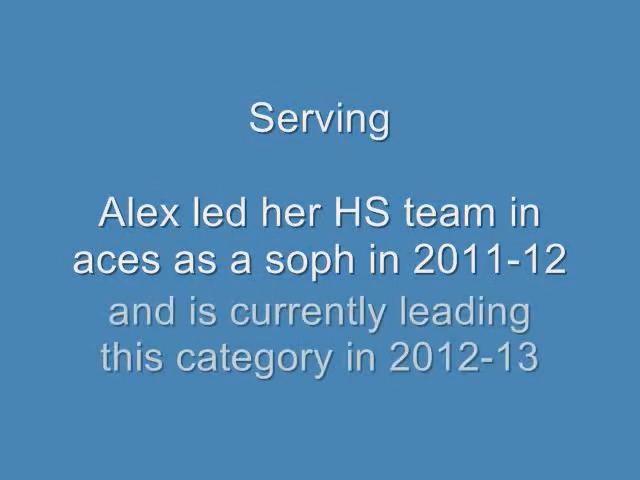 Serving
Alex led her HS team in
aces as a soph in 2011-12
and is currently leading
this category in 2012-13